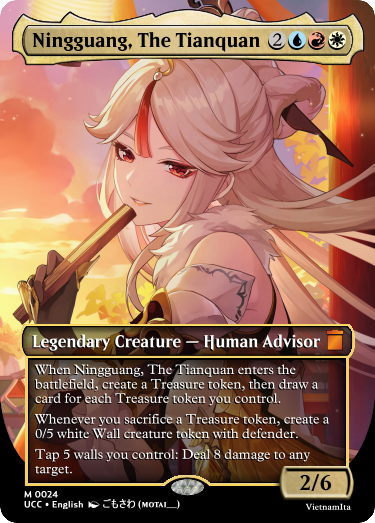 Ningguang, The Tianquan 2
Legendary Creature — Human Advisor
When Ningguang, The Tianquan enters the
battlefield, create a Treasure token, then draw a
card for each Treasure token you control.
Whenever you sacrifice a Treasure token, create a
0/5 white Wall creature token with defender.
Tap 5 walls you control: Deal 8 damage to any
target.
2/6
M 0024
UCC • English ごもさわ (MOTAI__)
VietnamIta